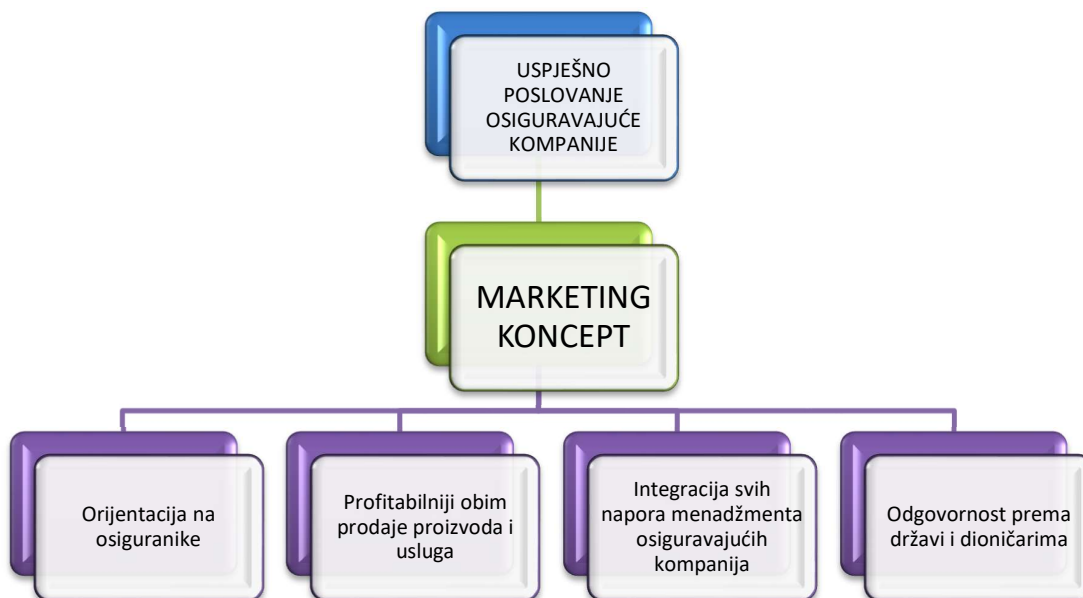 USPJEŠNO
POSLOVANJE
OSIGURAVAJUĆE
KOMPANIJE
MARKETING
KONCEPT
Orijentacija na
osiguranike
Profitabilniji obim
prodaje proizvoda i
usluga
Integracija svih
napora menadžmenta
osiguravajućih
kompanija
Odgovornost prema
državi i dioničarima